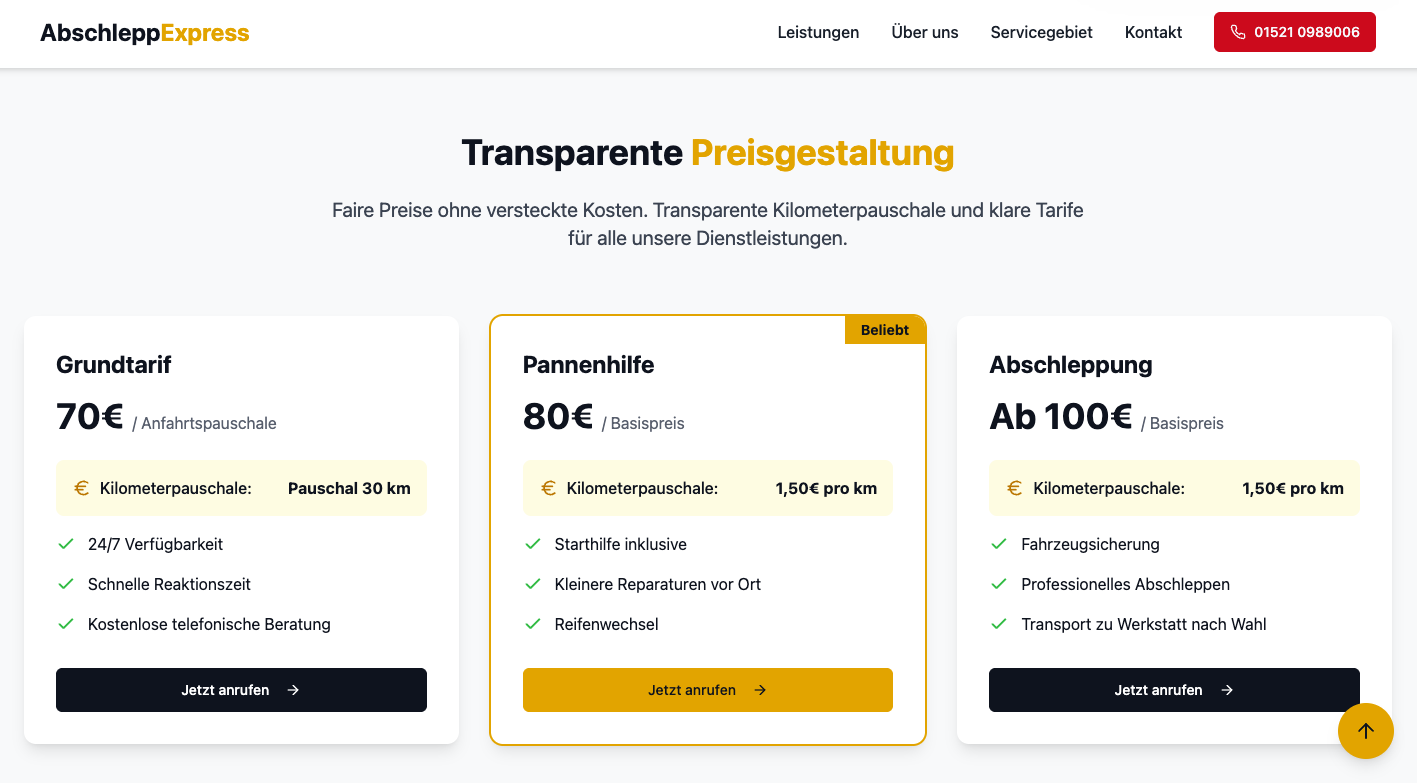 AbschleppExpress
Leistungen
Über uns
Servicegebiet
Kontakt
01521 0989006
Transparente Preisgestaltung
Faire Preise ohne versteckte Kosten. Transparente Kilometerpauschale und klare Tarife
für alle unsere Dienstleistungen.
Grundtarif
70€ / Anfahrtspauschale
€ Kilometerpauschale: Pauschal 30 km
24/7 Verfügbarkeit
Schnelle Reaktionszeit
Kostenlose telefonische Beratung
Jetzt anrufen
Beliebt
Pannenhilfe
80€ / Basispreis
€ Kilometerpauschale: 1,50€ pro km
Starthilfe inklusive
Kleinere Reparaturen vor Ort
Reifenwechsel
Jetzt anrufen
Abschleppung
Ab 100€ / Basispreis
€ Kilometerpauschale: 1,50€ pro km
Fahrzeugsicherung
Professionelles Abschleppen
Transport zu Werkstatt nach Wahl
Jetzt anrufen